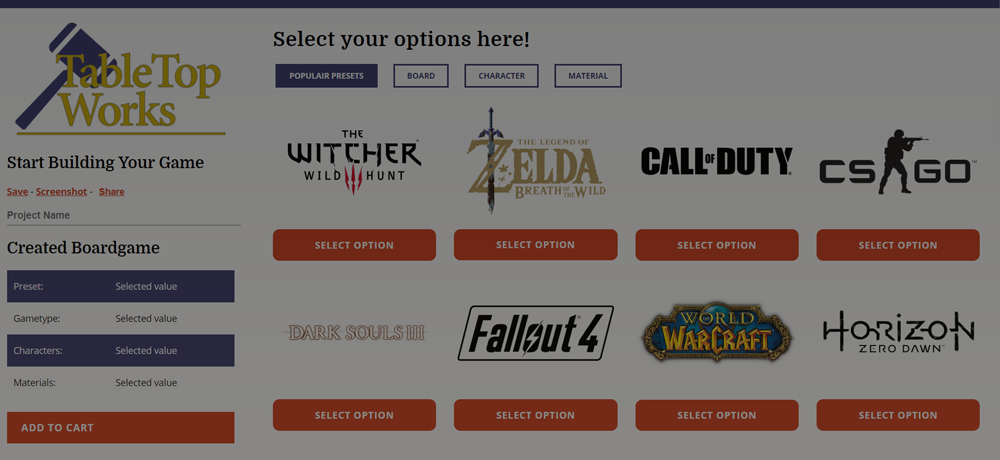 TableTop
Works
Start Building Your Game
Save - Screenshot - Share
Project Name
Created Boardgame
Preset: Selected value
Gametype: Selected value
Characters: Selected value
Materials: Selected value
ADD TO CART
Select your options here!
POPULAIR PRESETS BOARD CHARACTER MATERIAL
THE
WITCHER
WILD HUNT
THE LEGEND OF
ZELDA
BREATH OF THE WILD
CALL OF DUTY
CS GO™
SELECT OPTION SELECT OPTION SELECT OPTION SELECT OPTION
DARK SOULS III
Fallout 4
WORLD
OF
WARCRAFT
HORIZON
ZERO DAWN™
SELECT OPTION SELECT OPTION SELECT OPTION SELECT OPTION